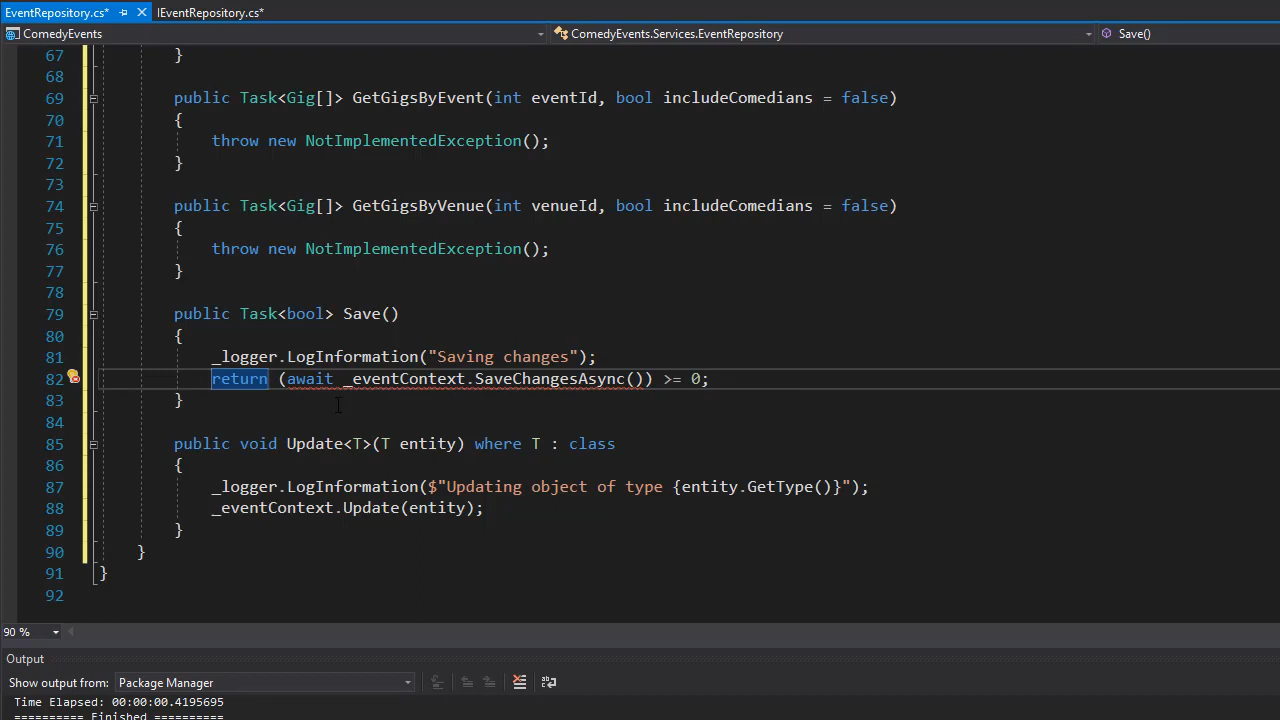 EventRepository.cs* IEventRepository.cs*
ComedyEvents ComedyEvents.Services.EventRepository Save()
67 }
68
69 public Task<Gig[]> GetGigsByEvent(int eventId, bool includeComedians = false)
70 {
71 throw new NotImplementedException();
72 }
73
74 public Task<Gig[]> GetGigsByVenue(int venueId, bool includeComedians = false)
75 {
76 throw new NotImplementedException();
77 }
78
79 public Task<bool> Save()
80 {
81 _logger.LogInformation("Saving changes");
82 return (await _eventContext.SaveChangesAsync()) >= 0;
83 }
84
85 public void Update<T>(T entity) where T : class
86 {
87 _logger.LogInformation($"Updating object of type {entity.GetType()}");
88 _eventContext.Update(entity);
89 }
90 }
91 }
92
90 %
Output
Show output from: Package Manager
Time Elapsed: 00:00:00.4195695
========== Finished ==========